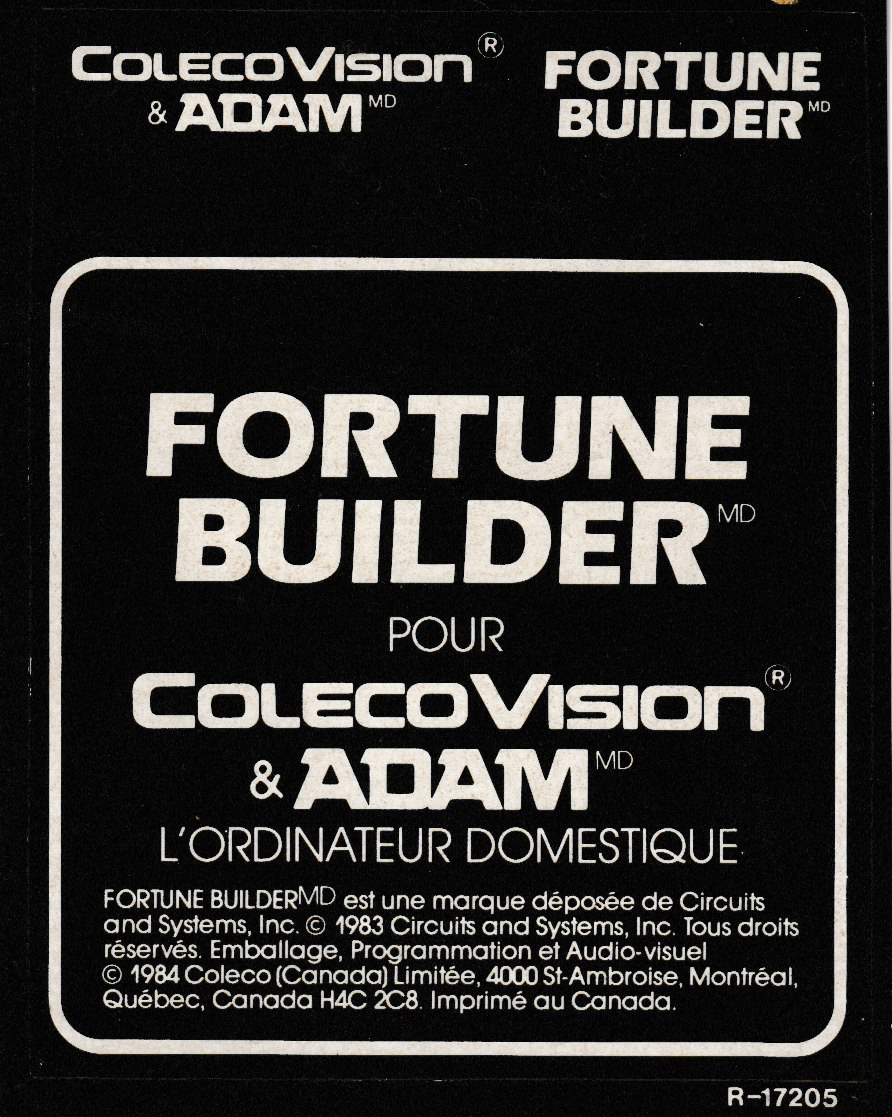 COLECOVISION®
& ADAM MD
FORTUNE
BUILDER MD
FORTUNE
BUILDER MD
POUR
COLECOVISION®
& ADAM MD
L'ORDINATEUR DOMESTIQUE
FORTUNE BUILDER MD est une marque déposée de Circuits
and Systems, Inc. © 1983 Circuits and Systems, Inc. Tous droits
réservés. Emballage, Programmation et Audio-visuel
© 1984 Coleco (Canada) Limitée, 4000 St-Ambroise, Montréal,
Québec, Canada H4C 2C8. Imprimé au Canada.
R-17205